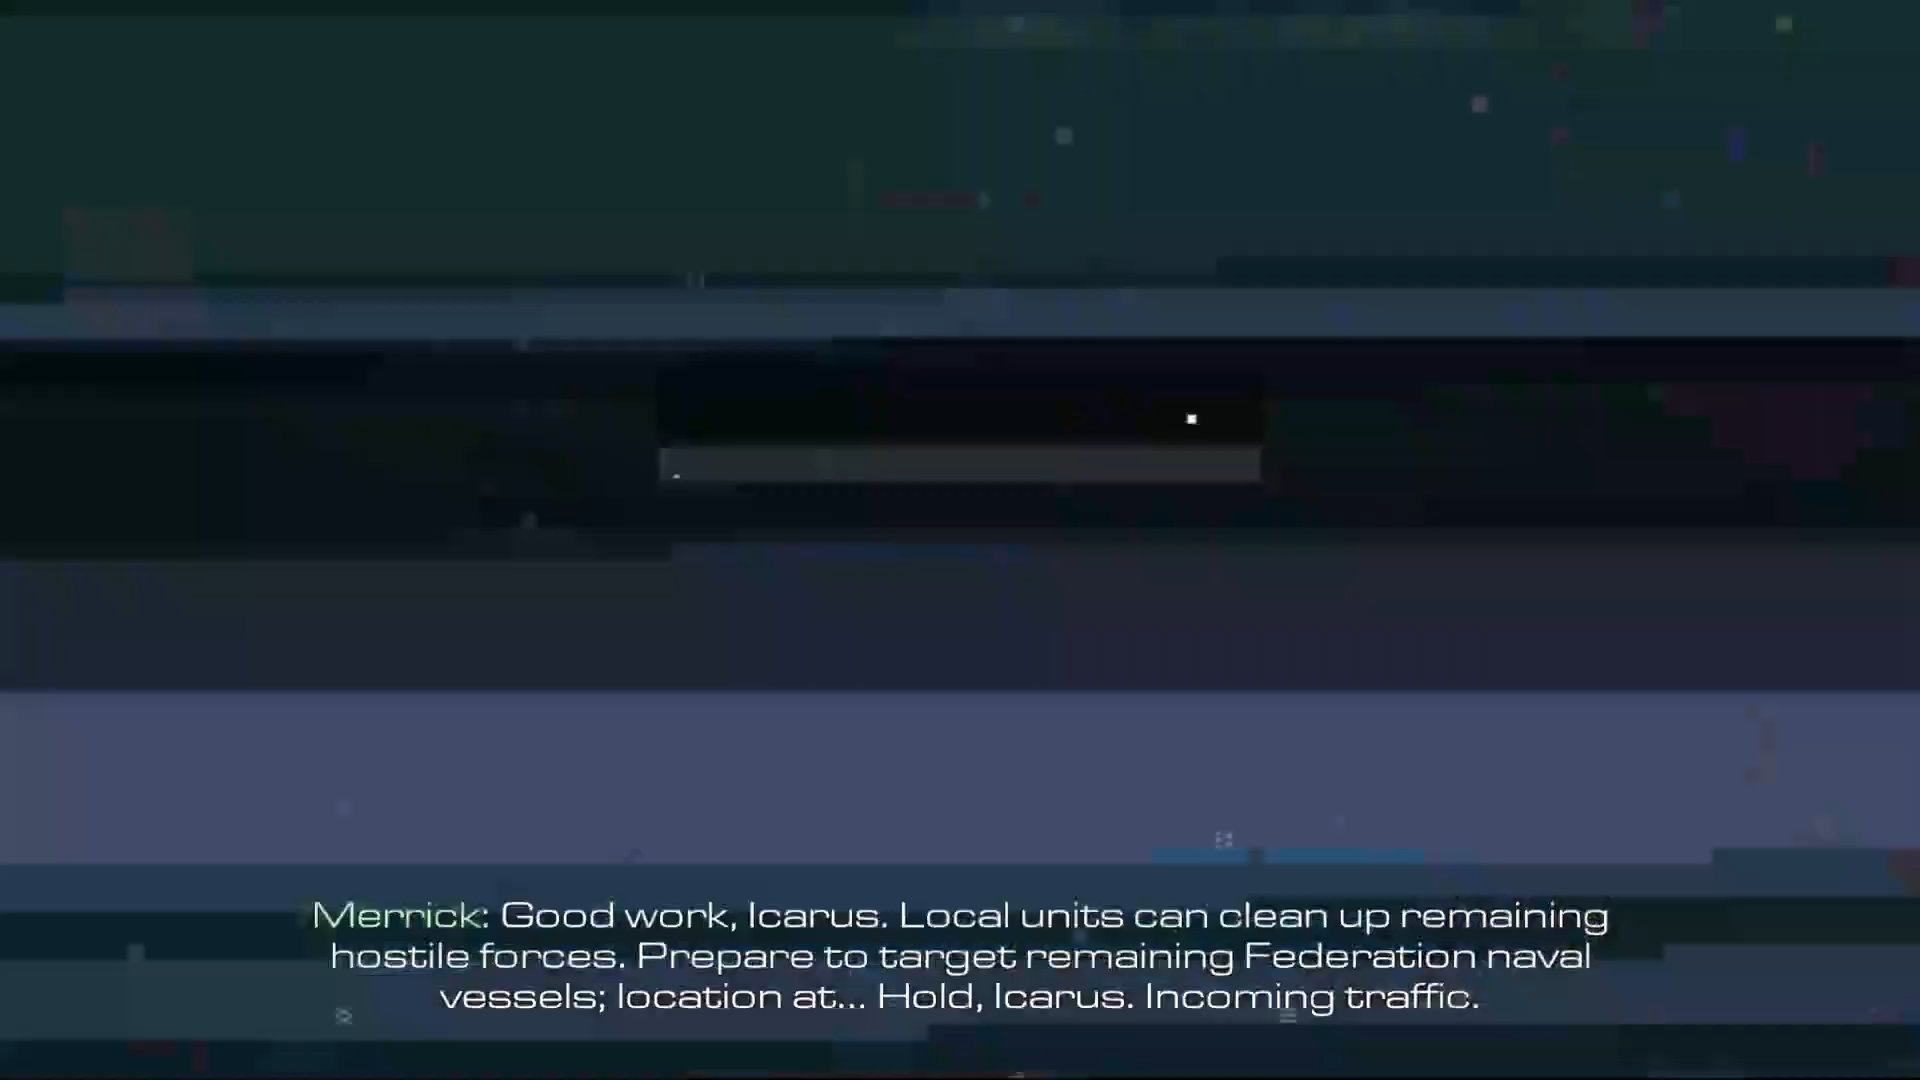 Merrick: Good work, Icarus. Local units can clean up remaining
hostile forces. Prepare to target remaining Federation naval
vessels; location at... Hold, Icarus. Incoming traffic.